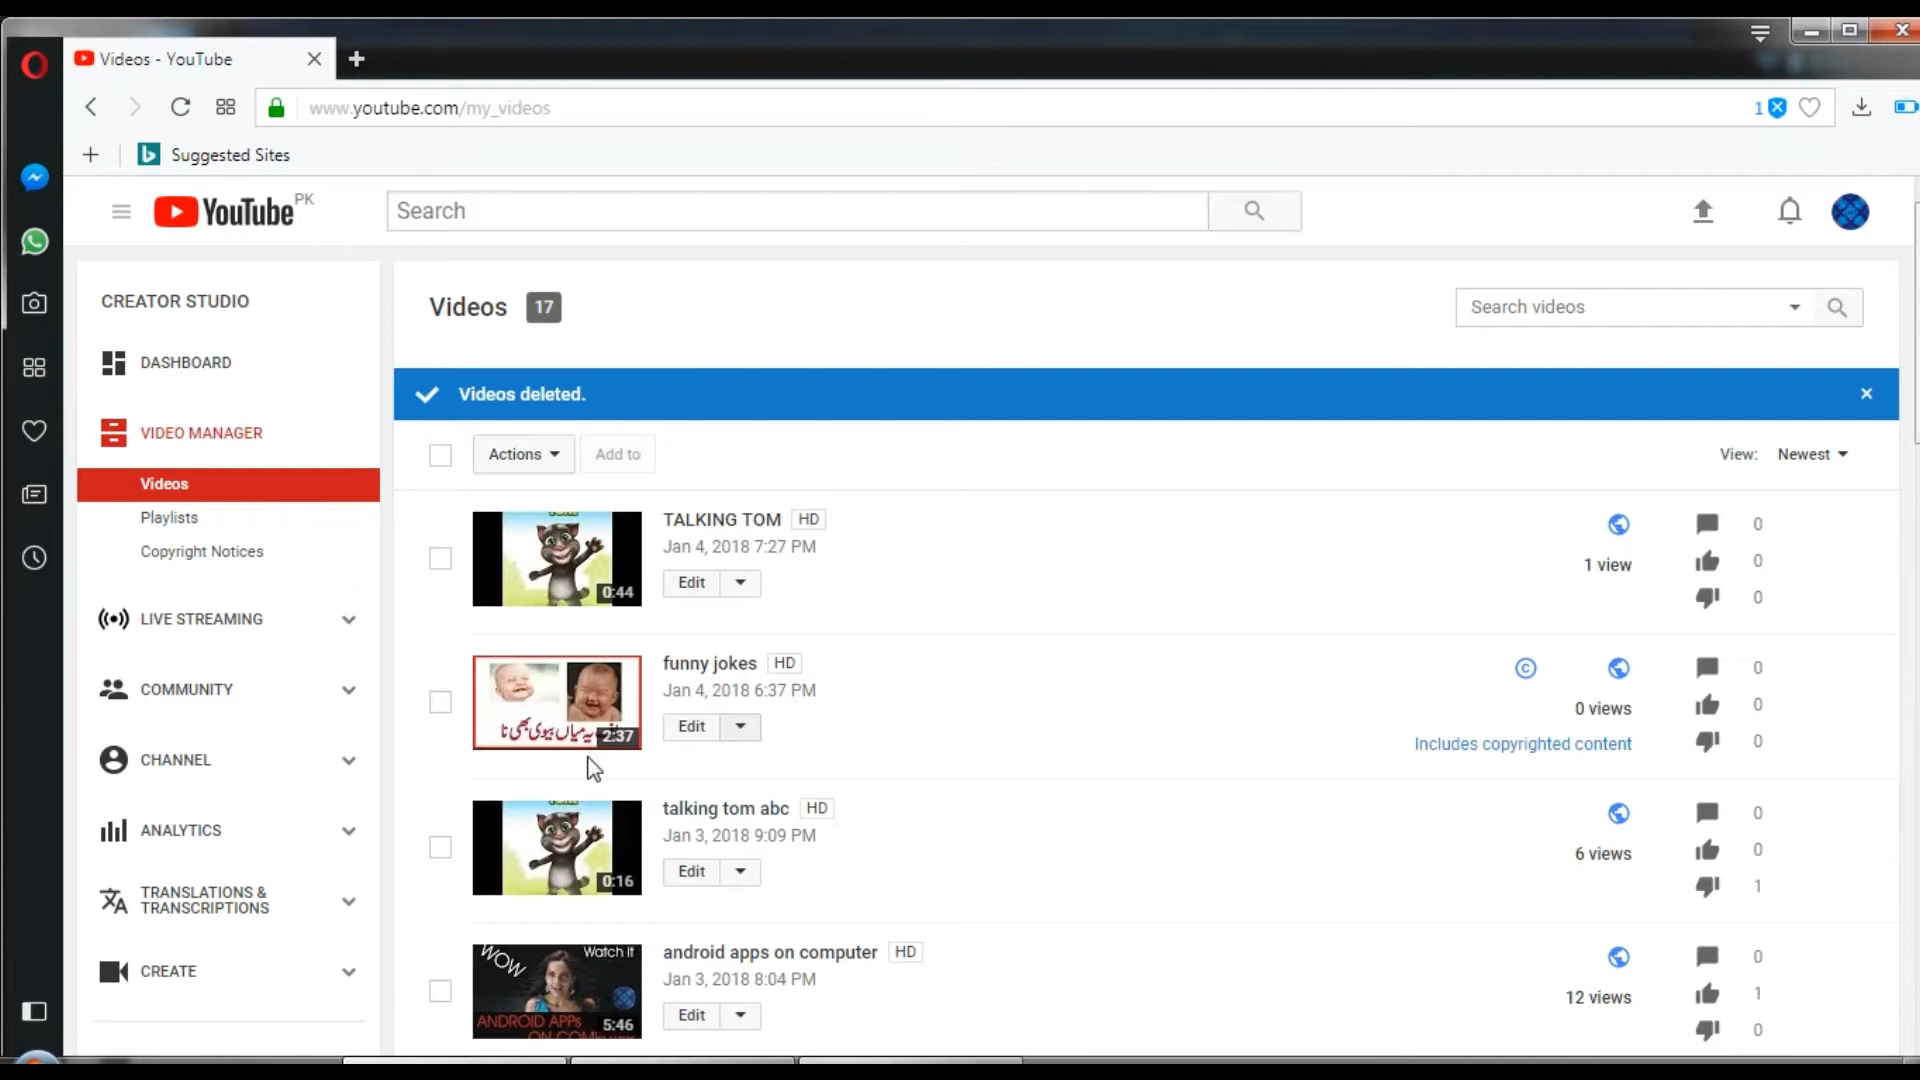 Videos - YouTube
www.youtube.com/my_videos
1
Suggested Sites
YouTube PK
Search
CREATOR STUDIO
DASHBOARD
VIDEO MANAGER
Videos
Playlists
Copyright Notices
LIVE STREAMING
COMMUNITY
CHANNEL
ANALYTICS
TRANSLATIONS &
TRANSCRIPTIONS
CREATE
Videos 17
Search videos
Videos deleted.
Actions
Add to
View: Newest
0:44
TALKING TOM HD
Jan 4, 2018 7:27 PM
Edit
1 view
0
0
0
یہ میاں بیوی بھی نا
2:37
funny jokes HD
Jan 4, 2018 6:37 PM
Edit
0 views
Includes copyrighted content
0
0
0
0:16
talking tom abc HD
Jan 3, 2018 9:09 PM
Edit
6 views
0
0
1
WOW
Watch it
ANDROID APPs
5:46
android apps on computer HD
Jan 3, 2018 8:04 PM
Edit
12 views
0
1
0